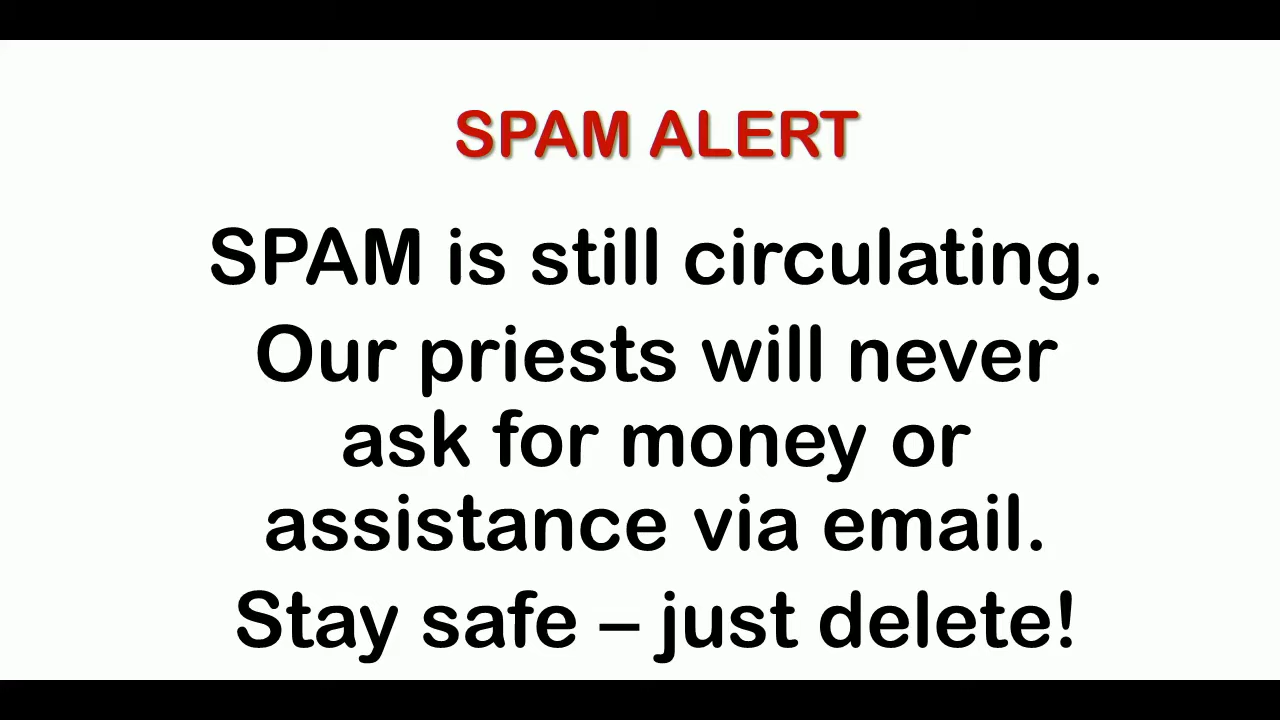 SPAM ALERT
SPAM is still circulating.
Our priests will never
ask for money or
assistance via email.
Stay safe – just delete!